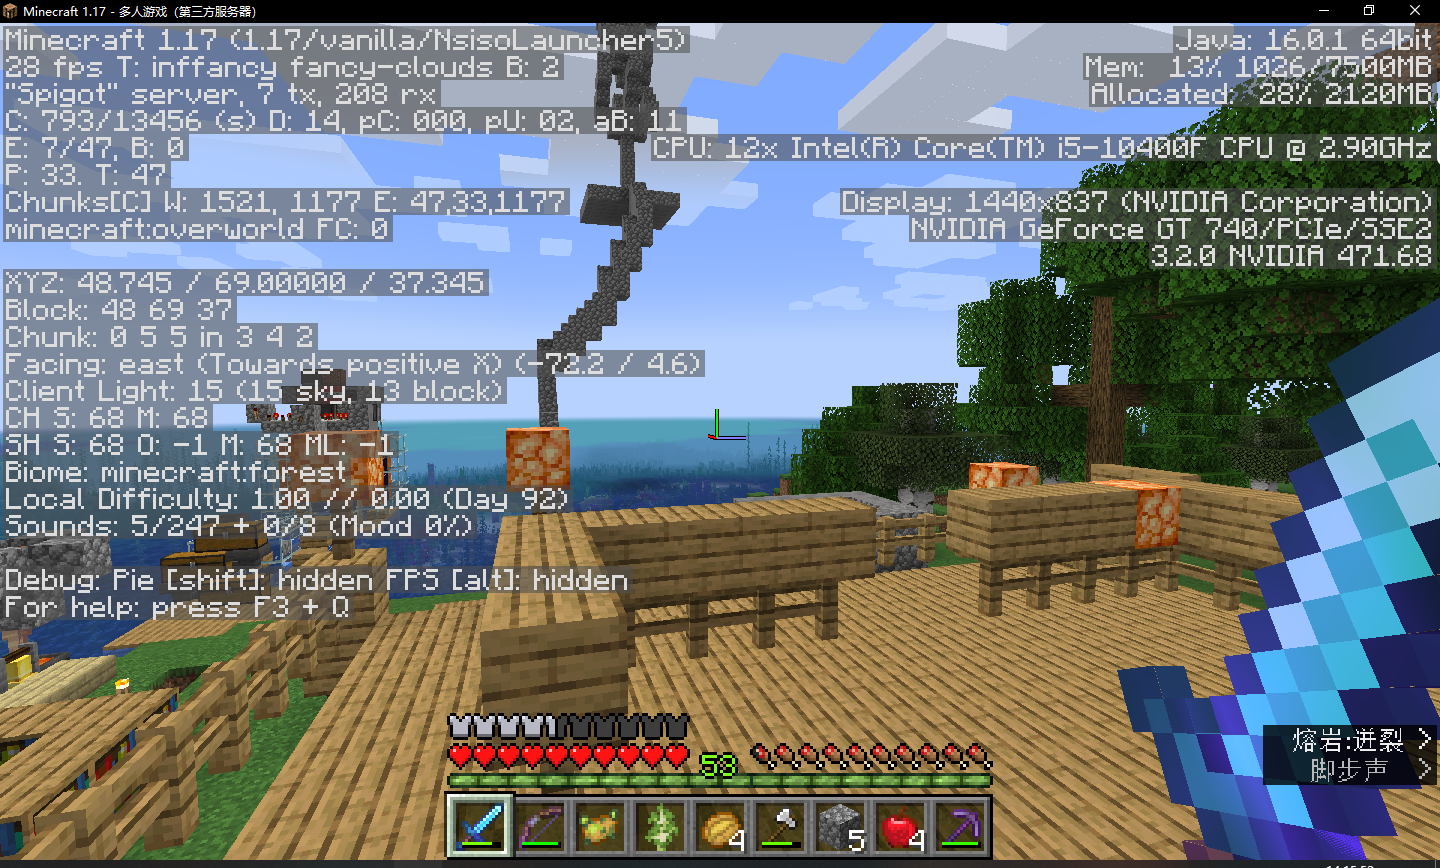 Minecraft 1.17 - 多人游戏（第三方服务器）
Minecraft 1.17 (1.17/vanilla/NsisoLauncher5)
28 fps T: inffancy fancy-clouds B: 2
"Spigot" server, 7 tx, 208 rx
C: 793/13456 (s) D: 14, pC: 000, pU: 02, aB: 11
E: 7/47, B: 0
P: 33. T: 47
Chunks[C] W: 1521, 1177 E: 47,33,1177
minecraft:overworld FC: 0
XYZ: 48.745 / 69.00000 / 37.345
Block: 48 69 37
Chunk: 0 5 5 in 3 4 2
Facing: east (Towards positive X) (-72.2 / 4.6)
Client Light: 15 (15 sky, 13 block)
CH S: 68 M: 68
SH S: 68 O: -1 M: 68 ML: -1
Biome: minecraft:forest
Local Difficulty: 1.00 // 0.00 (Day 92)
Sounds: 5/247 + 0/8 (Mood 0%)
Debug: Pie [shift]: hidden FPS [alt]: hidden
For help: press F3 + Q
Java: 16.0.1 64bit
Mem: 13% 1026/7500MB
Allocated: 28% 2120MB
CPU: 12x Intel(R) Core(TM) i5-10400F CPU @ 2.90GHz
Display: 1440x837 (NVIDIA Corporation)
NVIDIA GeForce GT 740/PCIe/SSE2
3.2.0 NVIDIA 471.68
熔岩:迸裂 >
脚步声 >
58
4
5
4